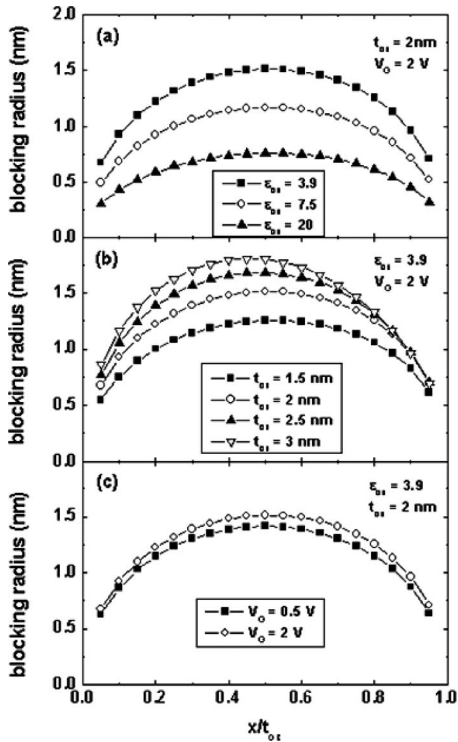 2.0
(a)
t_ox = 2nm
V_G = 2 V
1.5
1.0
0.5
0.0
blocking radius (nm)
ε_ox = 3.9
ε_ox = 7.5
ε_ox = 20
(b)
ε_ox = 3.9
V_G = 2 V
1.5
1.0
0.5
0.0
blocking radius (nm)
t_ox = 1.5 nm
t_ox = 2 nm
t_ox = 2.5 nm
t_ox = 3 nm
(c)
ε_ox = 3.9
t_ox = 2 nm
1.5
1.0
0.5
0.0
blocking radius (nm)
V_G = 0.5 V
V_G = 2 V
0.0 0.2 0.4 0.6 0.8 1.0
x/t_ox